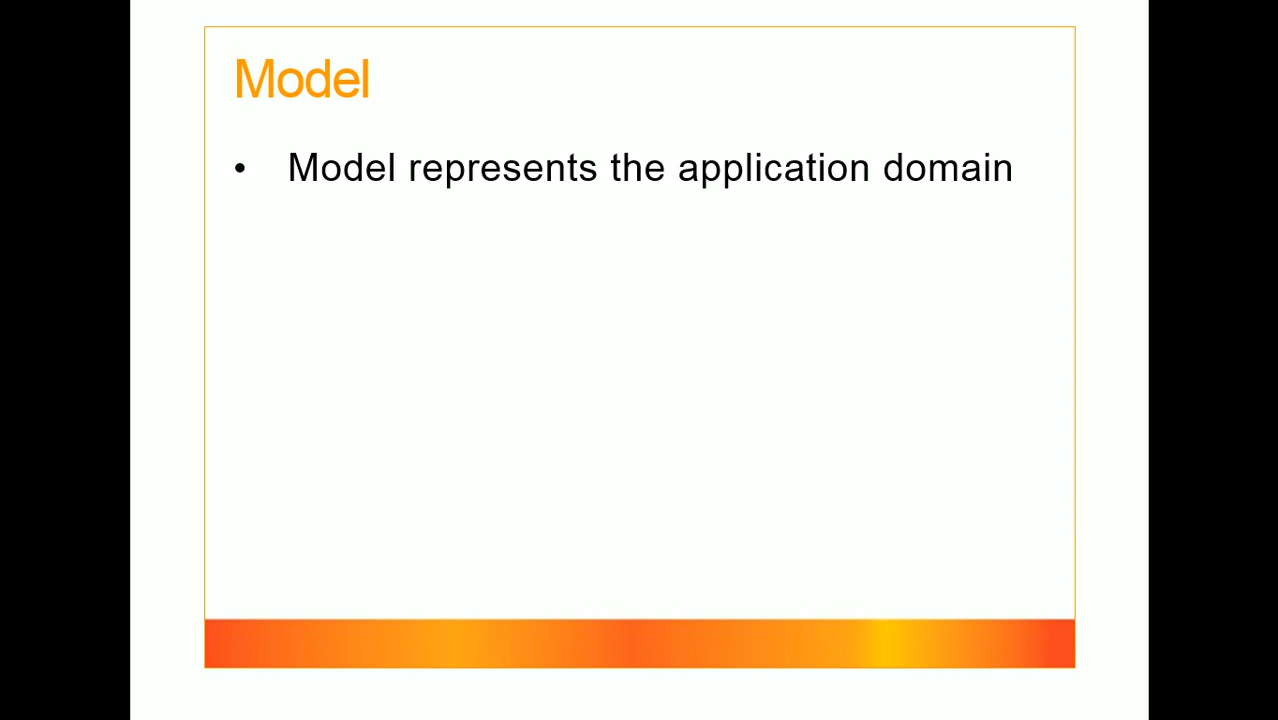 Model
• Model represents the application domain